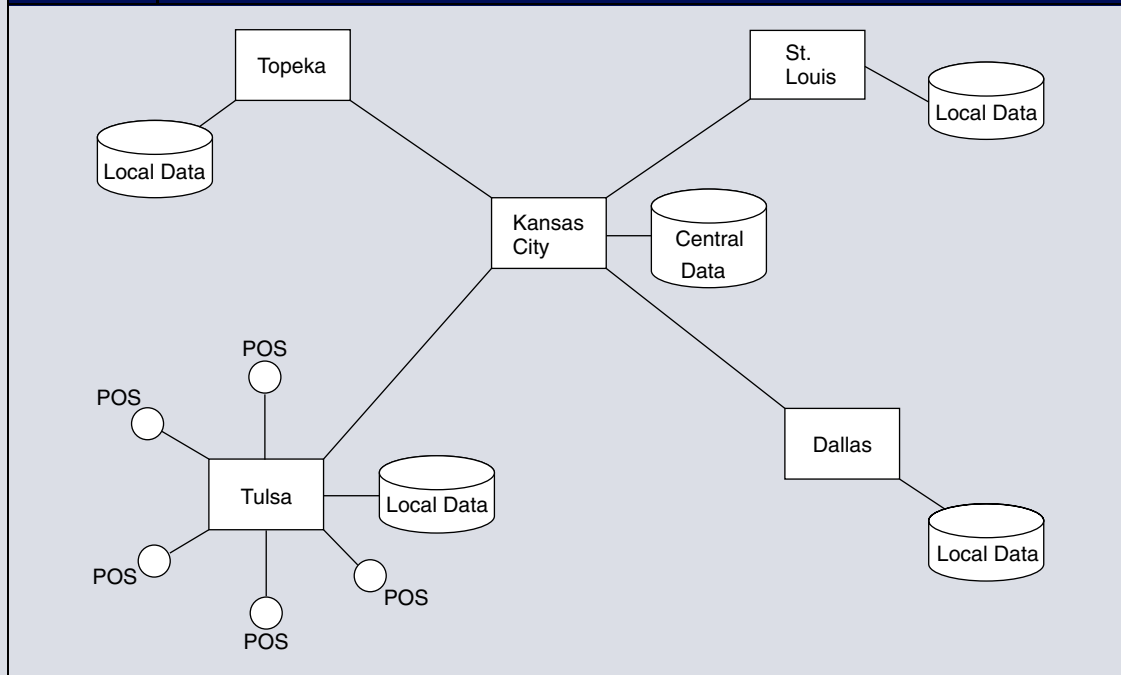 Topeka
St.
Louis
Local Data
Local Data
Kansas
City
Central
Data
POS
POS
Dallas
Tulsa
Local Data
Local Data
POS
POS
POS